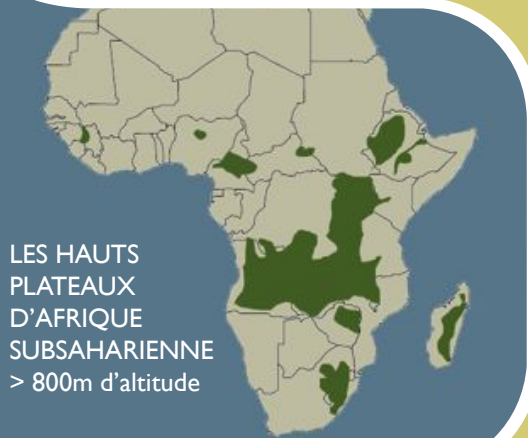 LES HAUTS
PLATEAUX
D’AFRIQUE
SUBSAHARIENNE
> 800m d’altitude